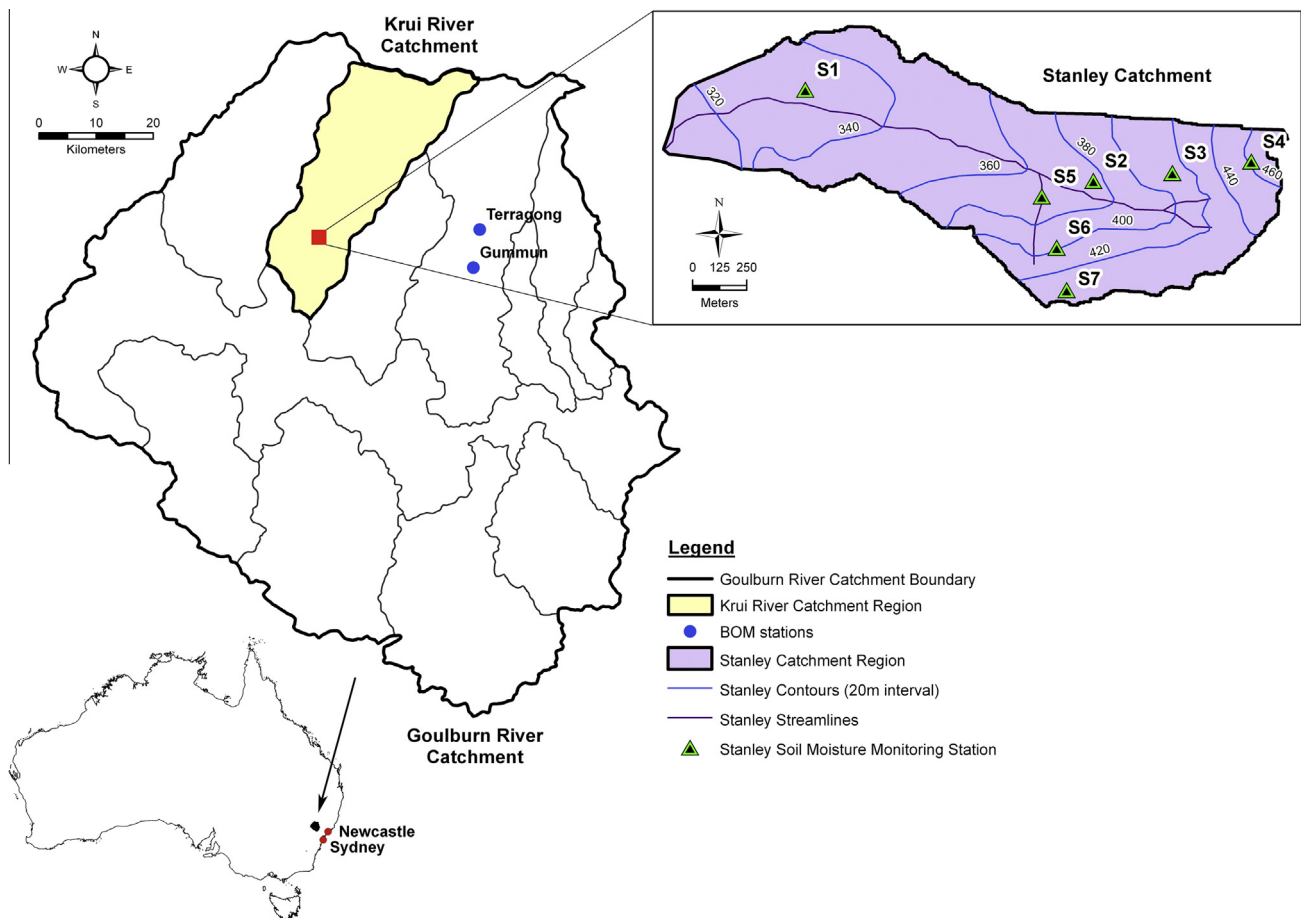 Krui River
Catchment
N
W E
S
0 10 20
Kilometers
Terragong
Gummun
Stanley Catchment
S1
320
340
360
380
S2
S3
S4
460
440
S5
400
S6
420
S7
N
0 125 250
Meters
Legend
Goulburn River Catchment Boundary
Krui River Catchment Region
BOM stations
Stanley Catchment Region
Stanley Contours (20m interval)
Stanley Streamlines
Stanley Soil Moisture Monitoring Station
Goulburn River
Catchment
Newcastle
Sydney